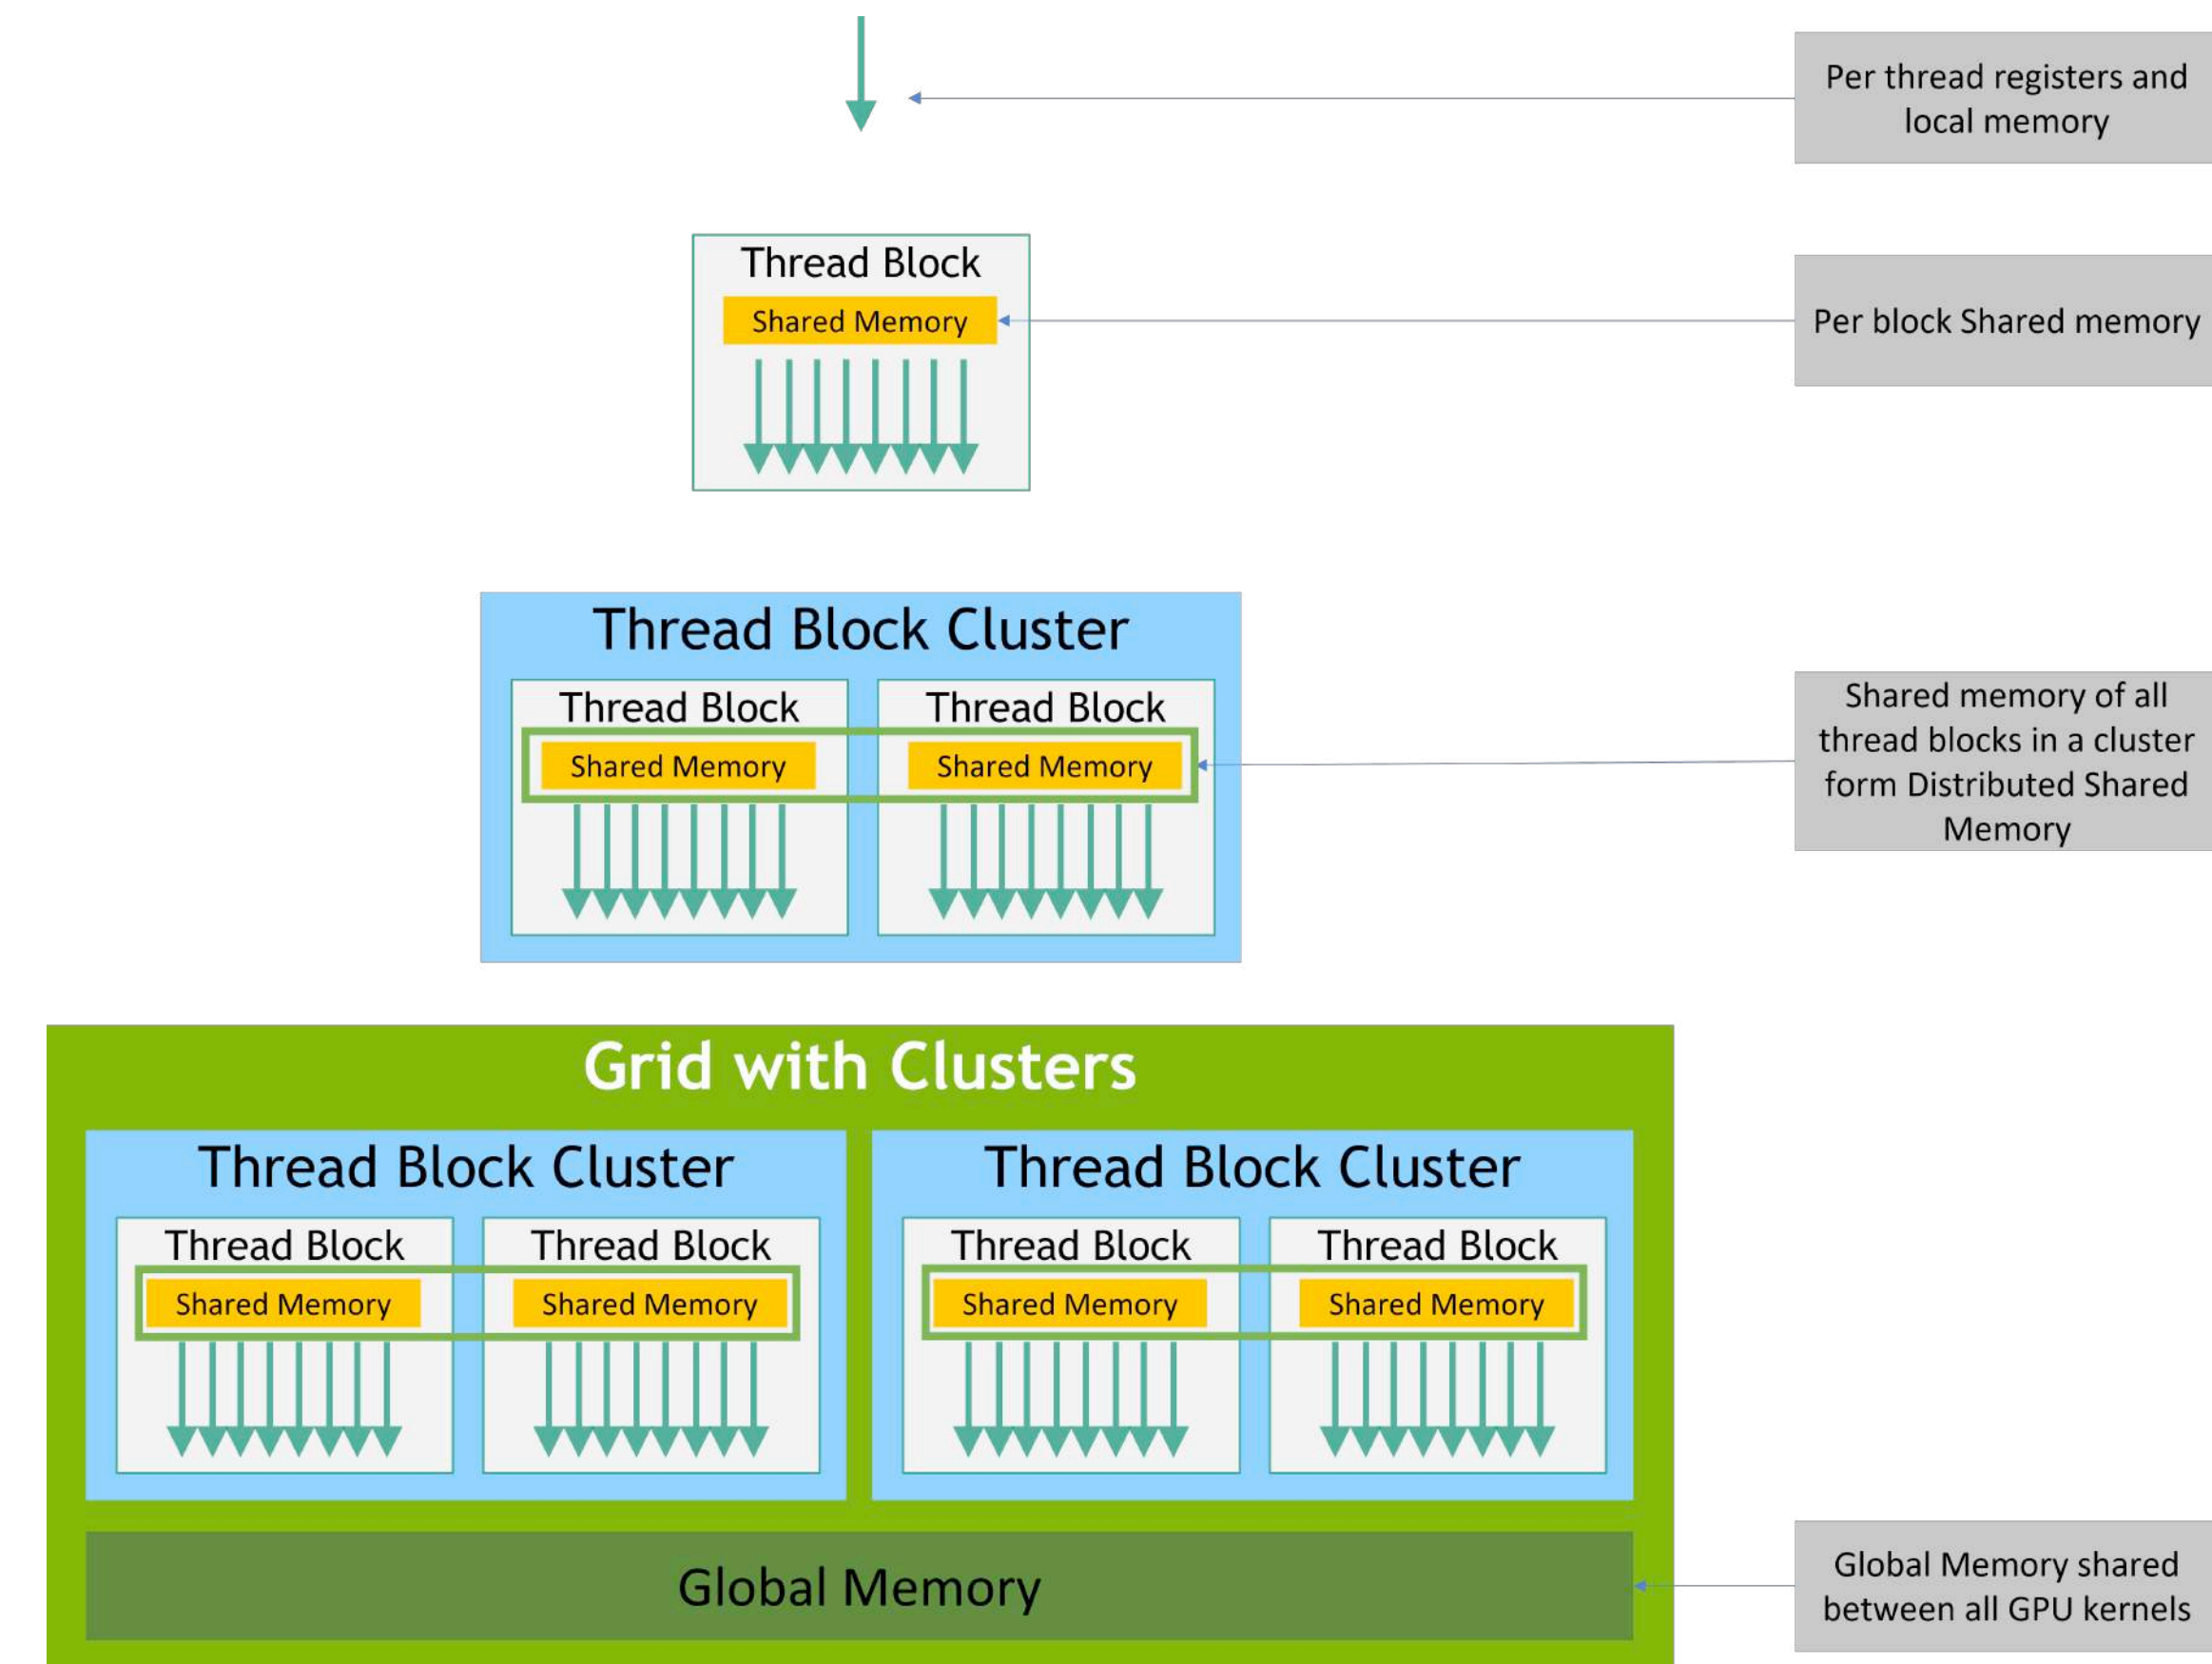 Per thread registers and
local memory
Thread Block
Shared Memory
Per block Shared memory
Thread Block Cluster
Thread Block
Thread Block
Shared Memory
Shared Memory
Shared memory of all
thread blocks in a cluster
form Distributed Shared
Memory
Grid with Clusters
Thread Block Cluster
Thread Block Cluster
Thread Block
Thread Block
Thread Block
Thread Block
Shared Memory
Shared Memory
Shared Memory
Shared Memory
Global Memory
Global Memory shared
between all GPU kernels